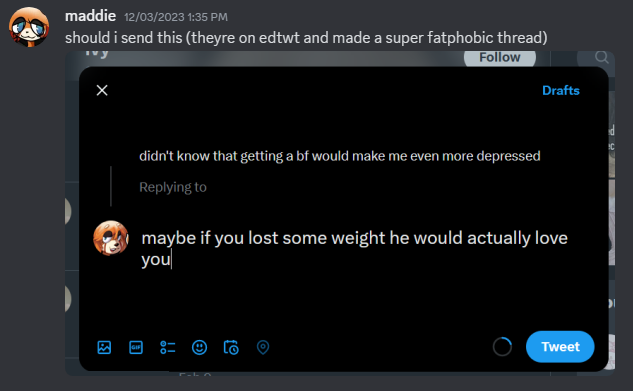 maddie 12/03/2023 1:35 PM
should i send this (theyre on edtwt and made a super fatphobic thread)
Follow
Drafts
didn't know that getting a bf would make me even more depressed
Replying to
maybe if you lost some weight he would actually love
you
GIF
Tweet